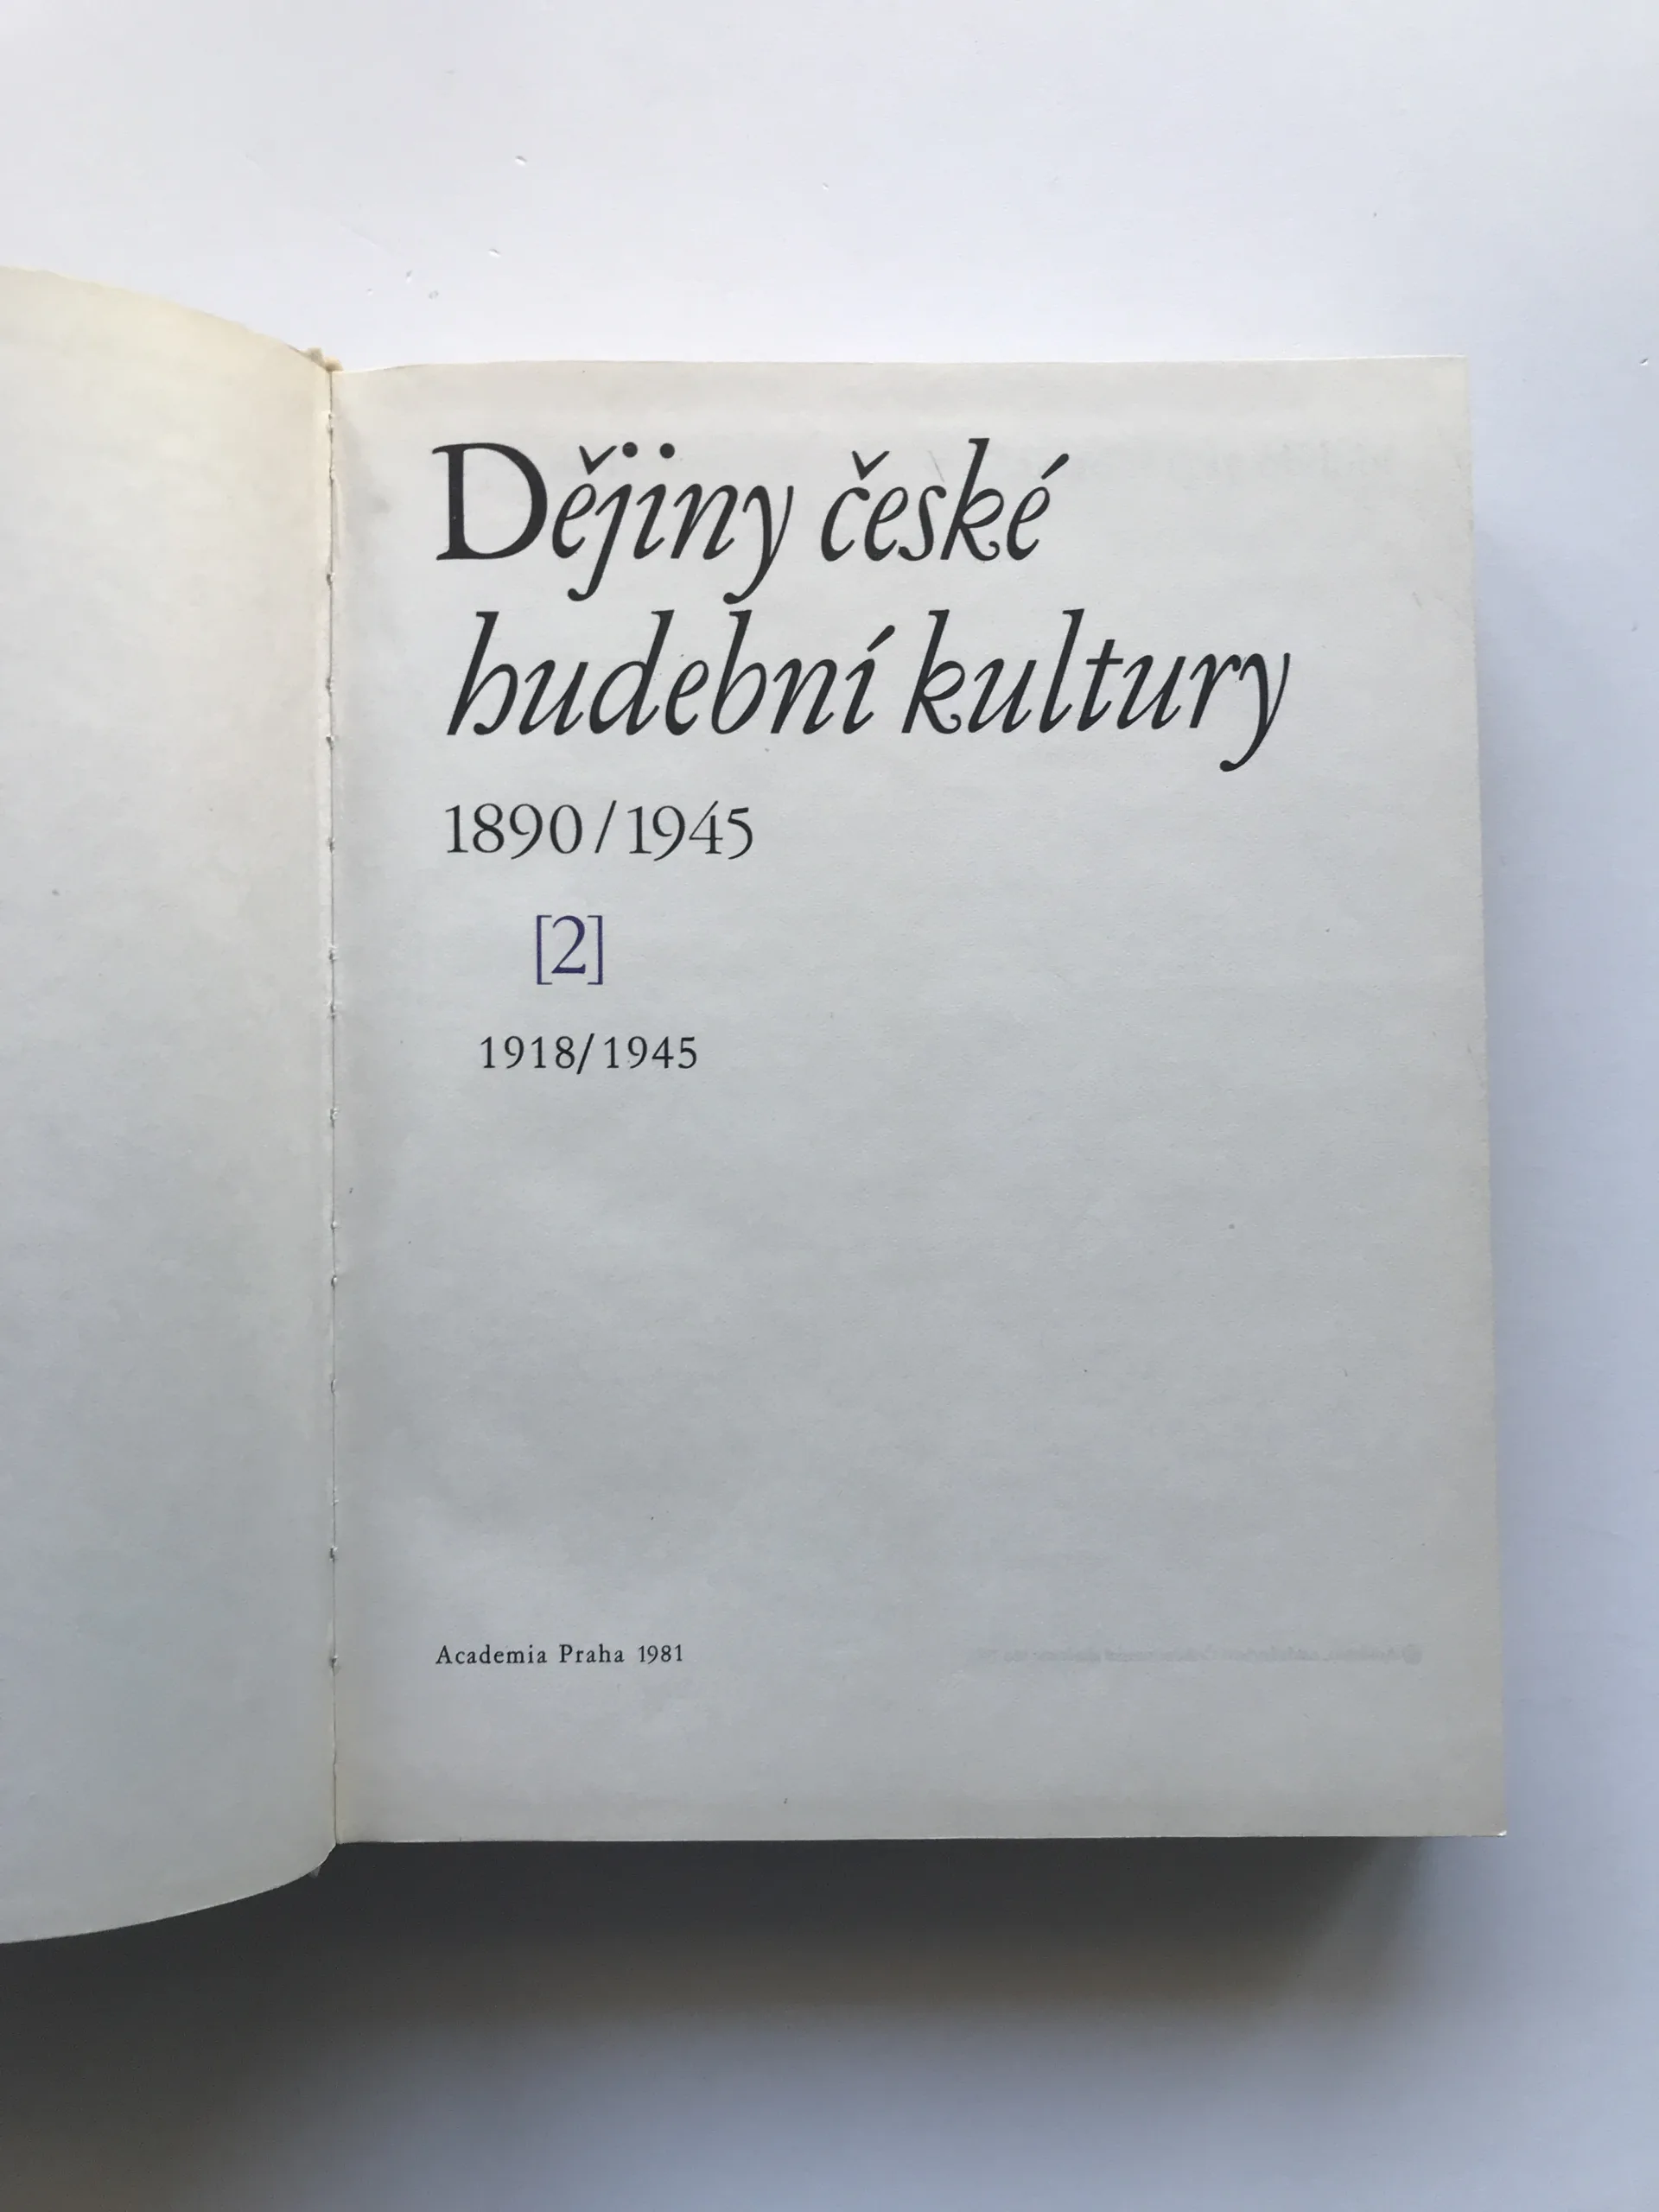 Dějiny české
hudební kultury
1890/1945
[2]
1918/1945
Academia Praha 1981